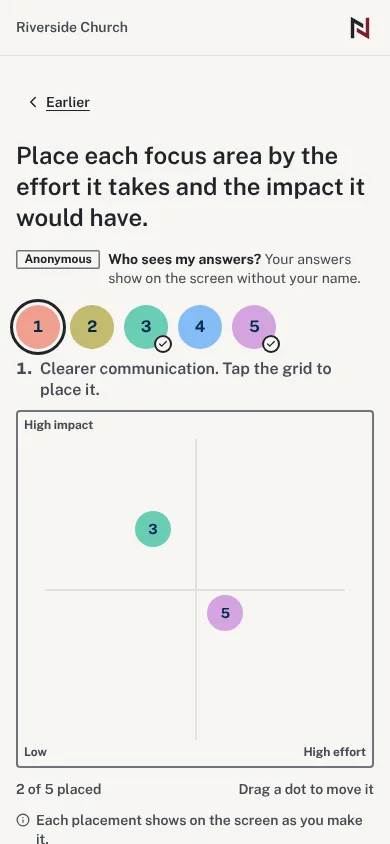 Riverside Church
Earlier
Place each focus area by the
effort it takes and the impact it
would have.
Anonymous
Who sees my answers? Your answers
show on the screen without your name.
1 2 3 4 5
1. Clearer communication. Tap the grid to
place it.
High impact
3
5
Low High effort
2 of 5 placed Drag a dot to move it
Each placement shows on the screen as you make
it.